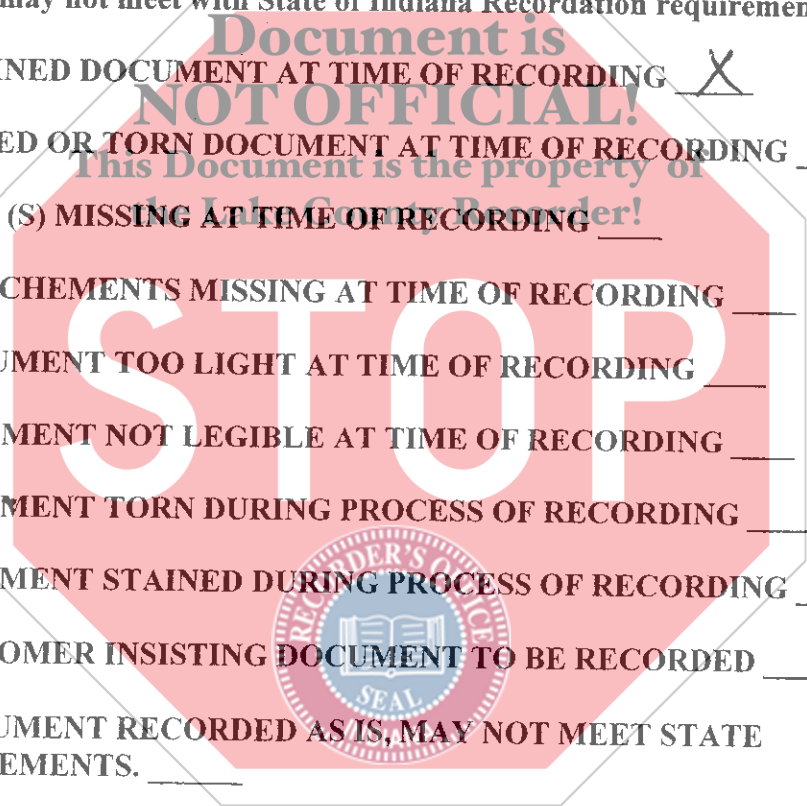 may not meet with State of Indiana Recordation requiremen
Document is
INED DOCUMENT AT TIME OF RECORDING X
NOT OFFICIAL!
ED OR TORN DOCUMENT AT TIME OF RECORDING
This Document is the property of
(S) MISSING AT TIME OF RECORDING
the Lake County Recorder!
CHEMENTS MISSING AT TIME OF RECORDING
STOP
UMENT TOO LIGHT AT TIME OF RECORDING
MENT NOT LEGIBLE AT TIME OF RECORDING
MENT TORN DURING PROCESS OF RECORDING
RECORDER'S OFFICE
MENT STAINED DURING PROCESS OF RECORDING
OMER INSISTING DOCUMENT TO BE RECORDED
SEAL
UMENT RECORDED AS IS, MAY NOT MEET STATE
EMENTS.